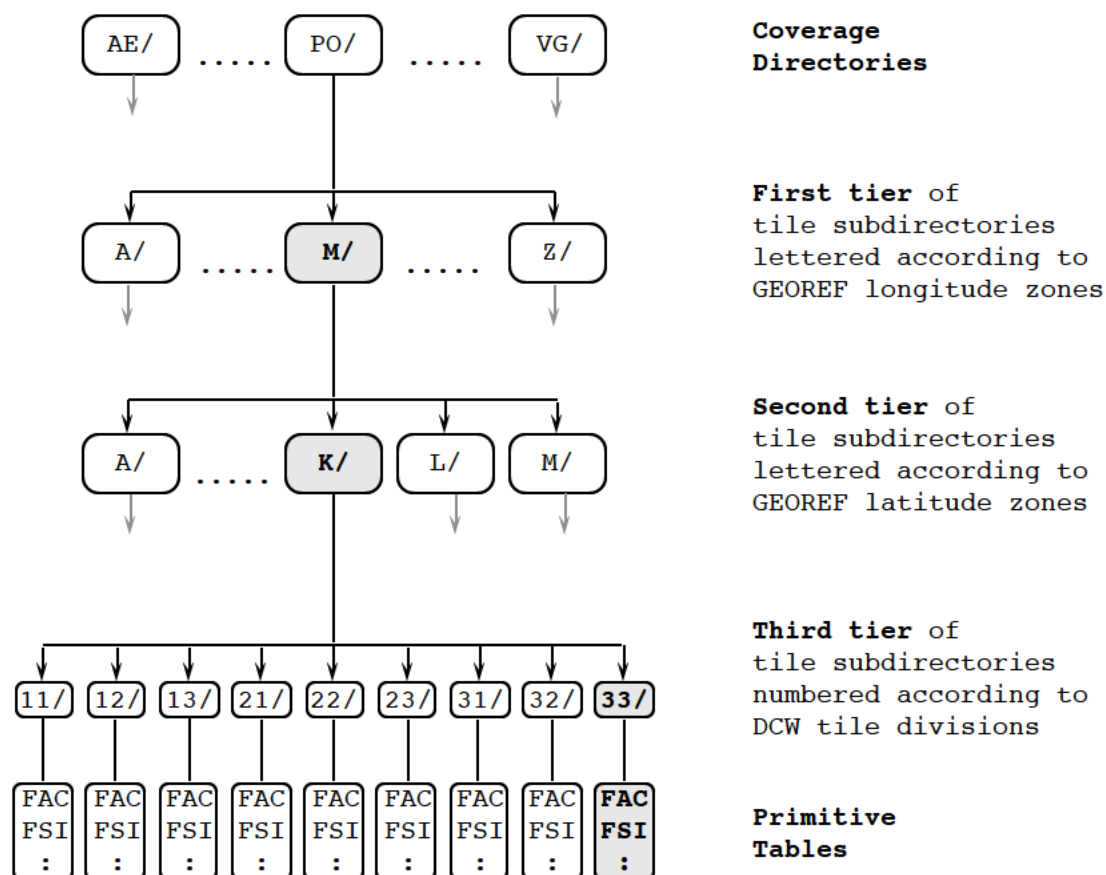 AE/ ..... PO/ ..... VG/
Coverage
Directories
First tier of
tile subdirectories
lettered according to
GEOREF longitude zones
A/ ..... M/ ..... Z/
Second tier of
tile subdirectories
lettered according to
GEOREF latitude zones
A/ ..... K/ L/ M/
Third tier of
tile subdirectories
numbered according to
DCW tile divisions
11/ 12/ 13/ 21/ 22/ 23/ 31/ 32/ 33/
FAC FAC FAC FAC FAC FAC FAC FAC FAC
FSI FSI FSI FSI FSI FSI FSI FSI FSI
: : : : : : : : :
Primitive
Tables